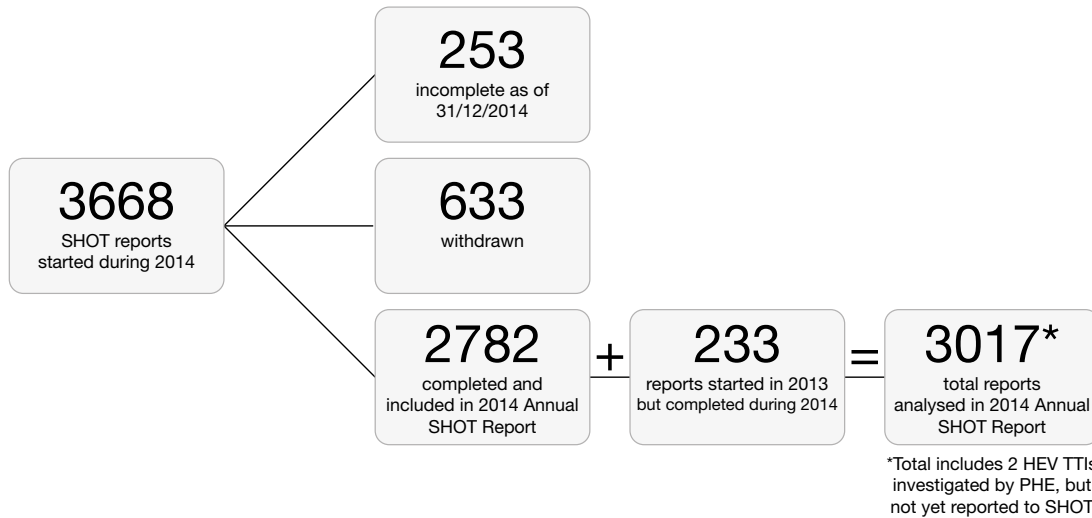 253
incomplete as of
31/12/2014
3668
SHOT reports
started during 2014
633
withdrawn
2782
completed and
included in 2014 Annual
SHOT Report
+
233
reports started in 2013
but completed during 2014
=
3017*
total reports
analysed in 2014 Annual
SHOT Report
*Total includes 2 HEV TTIs
investigated by PHE, but
not yet reported to SHOT